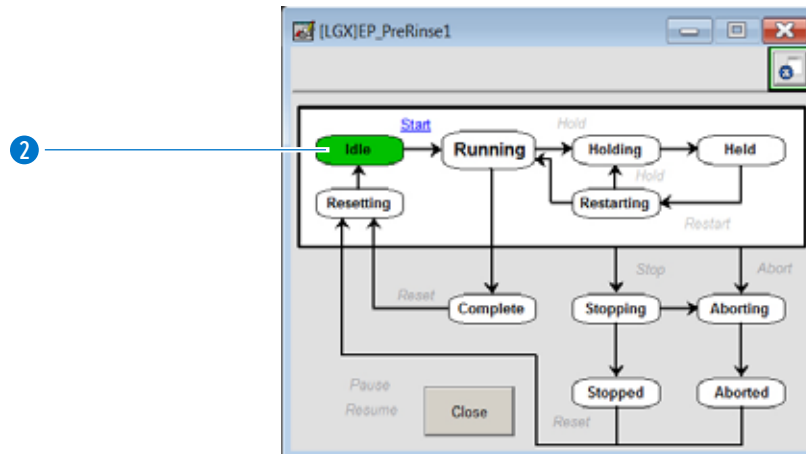 [LGX]EP_PreRinse1
Start
Hold
2
Idle
Running
Holding
Held
Hold
Resetting
Restarting
Restart
Stop
Abort
Reset
Complete
Stopping
Aborting
Pause
Resume
Close
Stopped
Aborted
Reset